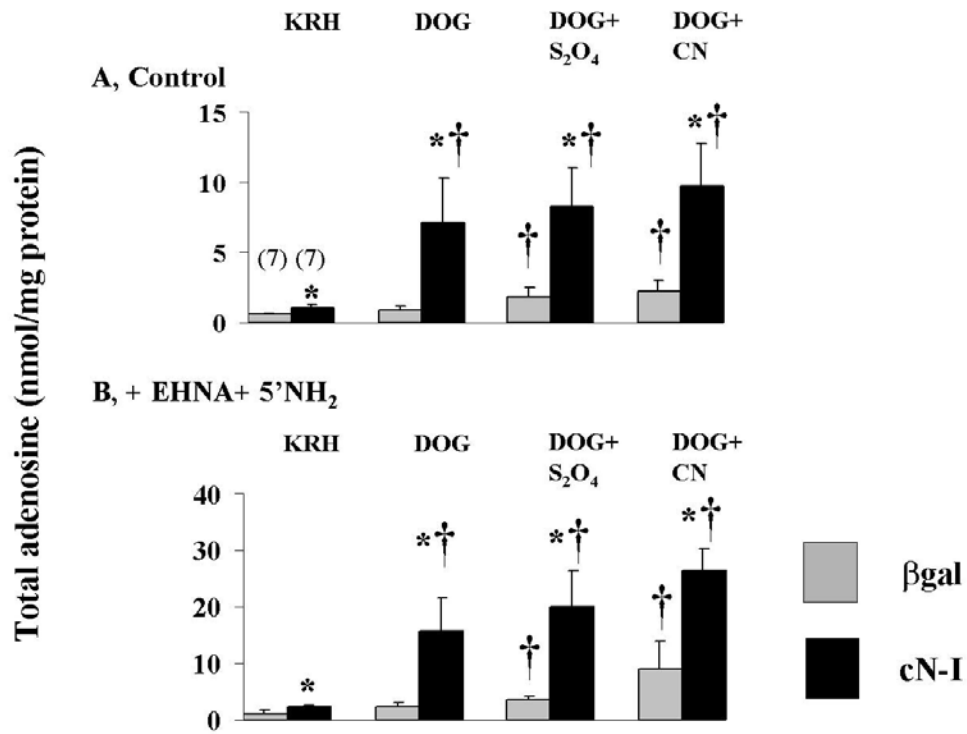 KRH DOG DOG+ DOG+
S₂O₄ CN
A, Control
15
*† *† *†
10
† †
5
(7) (7)
*
0
Total adenosine (nmol/mg protein)
B, + EHNA+ 5’NH₂
KRH DOG DOG+ DOG+
S₂O₄ CN
40
*† *† *†
30
20
† †
10
*
0
βgal
cN-I